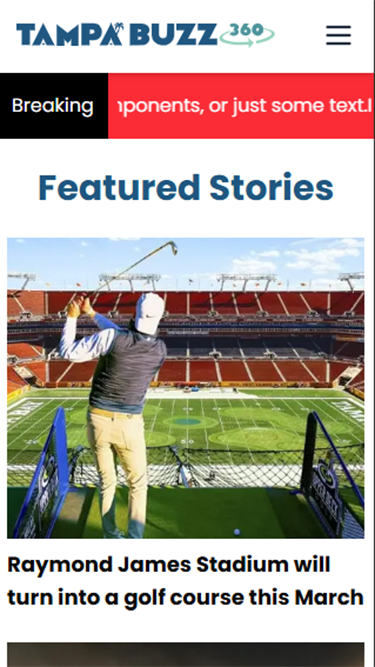 TAMPA BUZZ 360
Breaking
or just some text.I
Featured Stories
Raymond James Stadium will
turn into a golf course this March